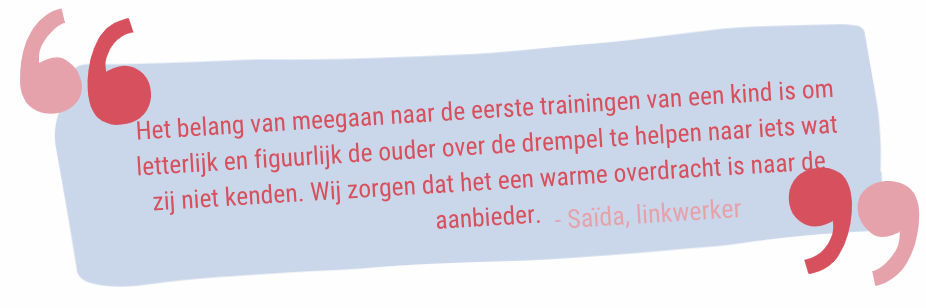 Het belang van meegaan naar de eerste trainingen van een kind is om
letterlijk en figuurlijk de ouder over de drempel te helpen naar iets wat
zij niet kenden. Wij zorgen dat het een warme overdracht is naar de
aanbieder. - Saïda, linkwerker